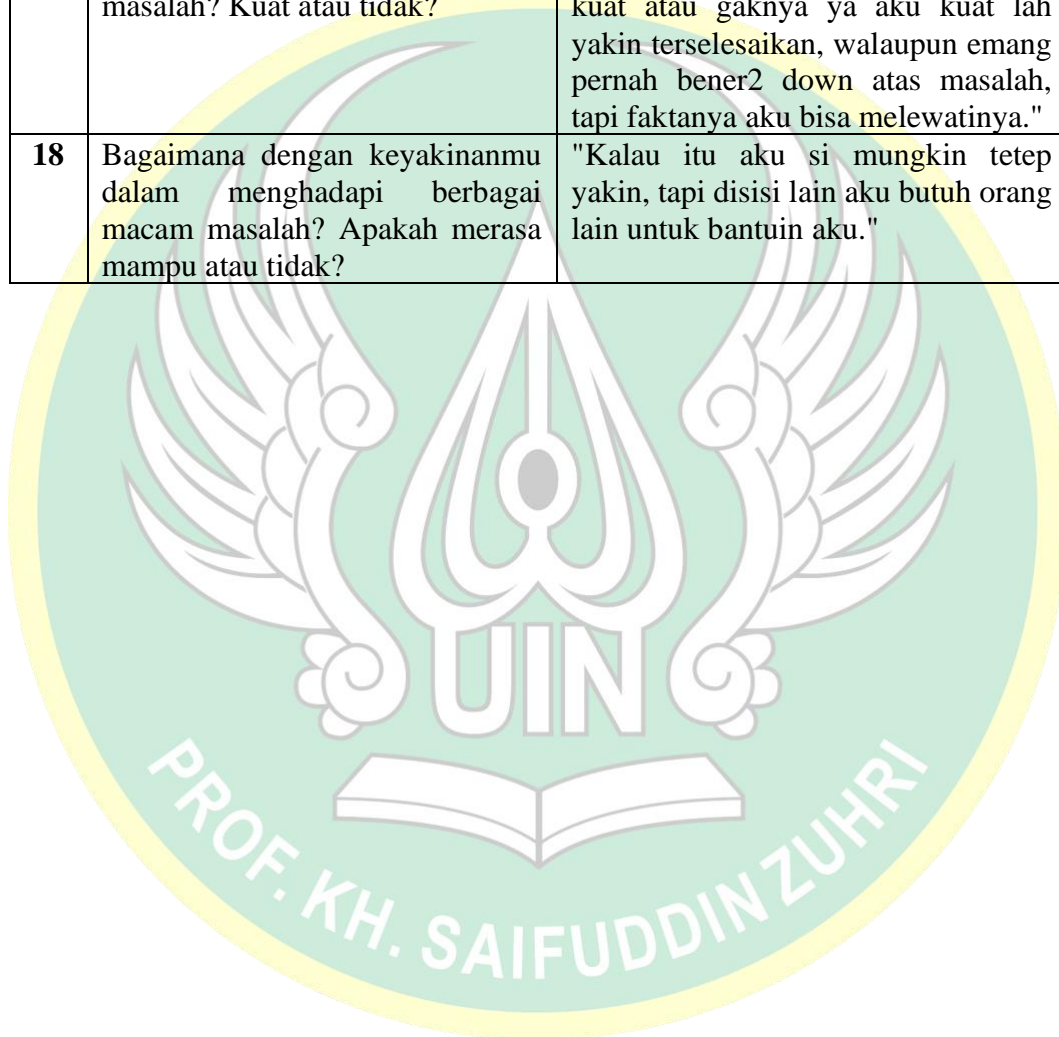 masalah? Kuat atau tidak?
kuat atau gaknya ya aku kuat lah
yakin terselesaikan, walaupun emang
pernah bener2 down atas masalah,
tapi faktanya aku bisa melewatinya."
18
Bagaimana dengan keyakinanmu
dalam menghadapi berbagai
macam masalah? Apakah merasa
mampu atau tidak?
"Kalau itu aku si mungkin tetep
yakin, tapi disisi lain aku butuh orang
lain untuk bantuin aku."
UIN
PROF. KH. SAIFUDDIN ZUHRI